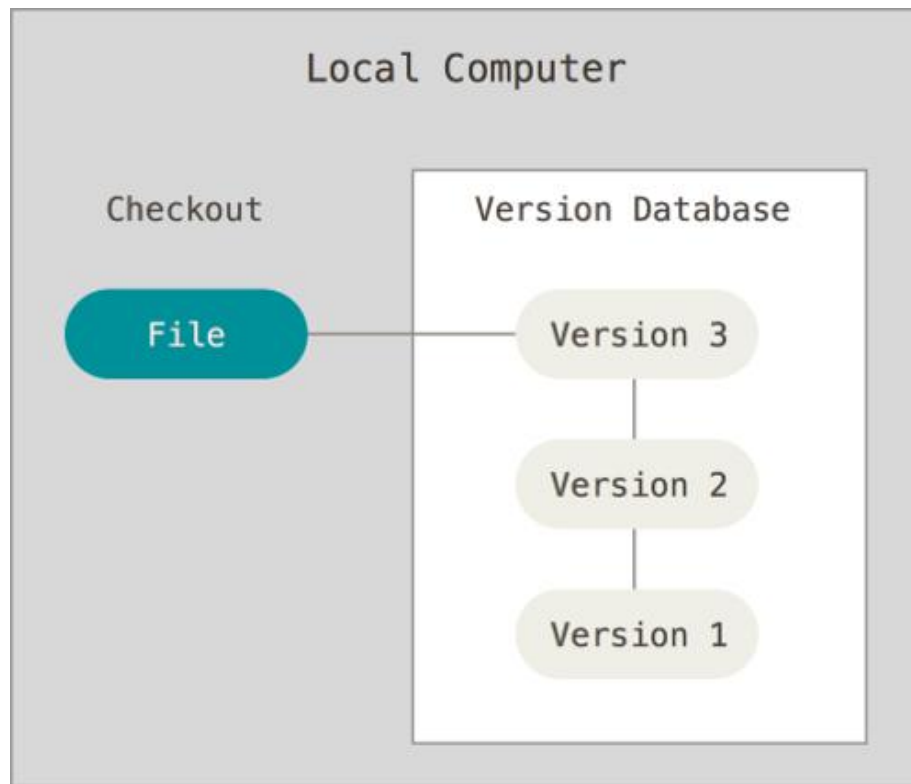 Local Computer
Checkout
Version Database
File
Version 3
Version 2
Version 1